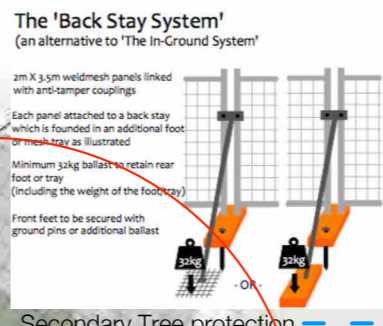 The 'Back Stay System'
(an alternative to 'The In-Ground System'
2m X 3.5m weldmesh panels linked
with anti-tamper couplings
Each panel attached to a back stay
which is founded in an additional foot
or mesh tray as illustrated
Minimum 32kg ballast to retain rear
foot or tray
(including the weight of the foot/tray)
Front feet to be secured with
ground pins or additional ballast
32kg
- OR -
32kg
Secondary Tree protection